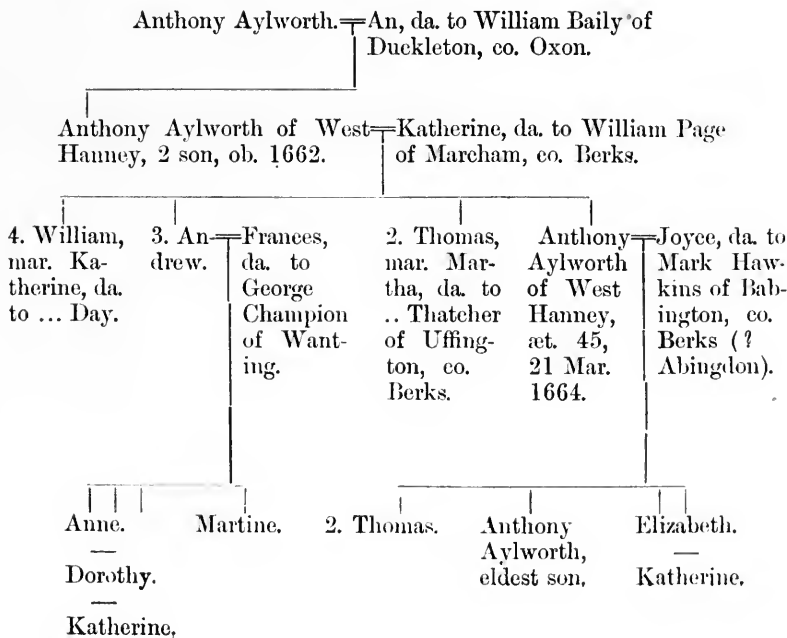 Anthony Aylworth.=An, da. to William Baily of
Duckleton, co. Oxon.
Anthony Aylworth of West=Katherine, da. to William Page
Hanney, 2 son, ob. 1662. of Marcham, co. Berks.
4. William,
mar. Ka-
therine, da.
to ... Day.
3. An-
drew.
=Frances,
da. to
George
Champion
of Want-
ing.
2. Thomas,
mar. Mar-
tha, da. to
.. Thatcher
of Uffing-
ton, co.
Berks.
Anthony
Aylworth
of West
Hanney,
æt. 45,
21 Mar.
1664.
=Joyce, da. to
Mark Haw-
kins of Bab-
ington, co.
Berks (?
Abingdon).
Anne.
—
Dorothy.
—
Katherine.
Martine.
2. Thomas.
Anthony
Aylworth,
eldest son.
Elizabeth.
—
Katherine.